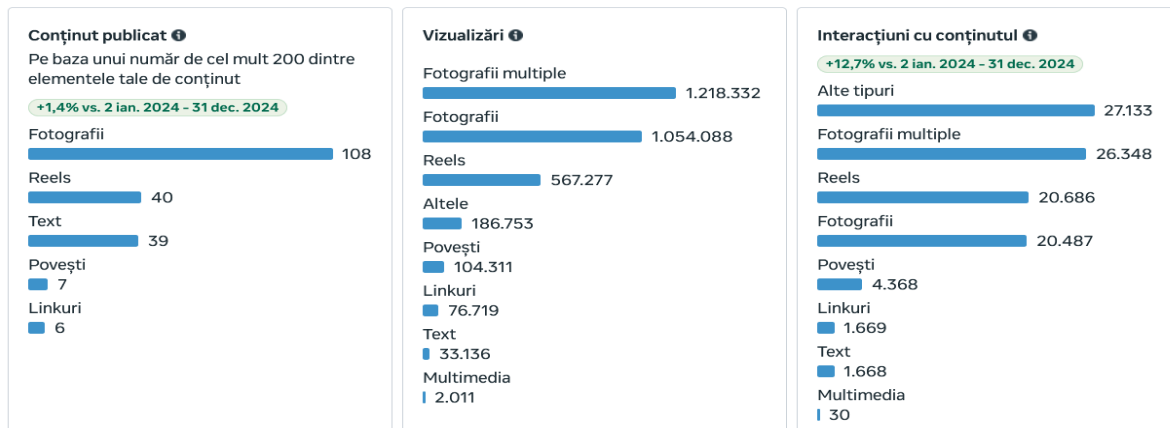 Conținut publicat
Pe baza unui număr de cel mult 200 dintre
elementele tale de conținut
+1,4% vs. 2 ian. 2024 – 31 dec. 2024
Fotografii
108
Reels
40
Text
39
Povești
7
Linkuri
6
Vizualizări
Fotografii multiple
1.218.332
Fotografii
1.054.088
Reels
567.277
Altele
186.753
Povești
104.311
Linkuri
76.719
Text
33.136
Multimedia
2.011
Interacțiuni cu conținutul
+12,7% vs. 2 ian. 2024 – 31 dec. 2024
Alte tipuri
27.133
Fotografii multiple
26.348
Reels
20.686
Fotografii
20.487
Povești
4.368
Linkuri
1.669
Text
1.668
Multimedia
30